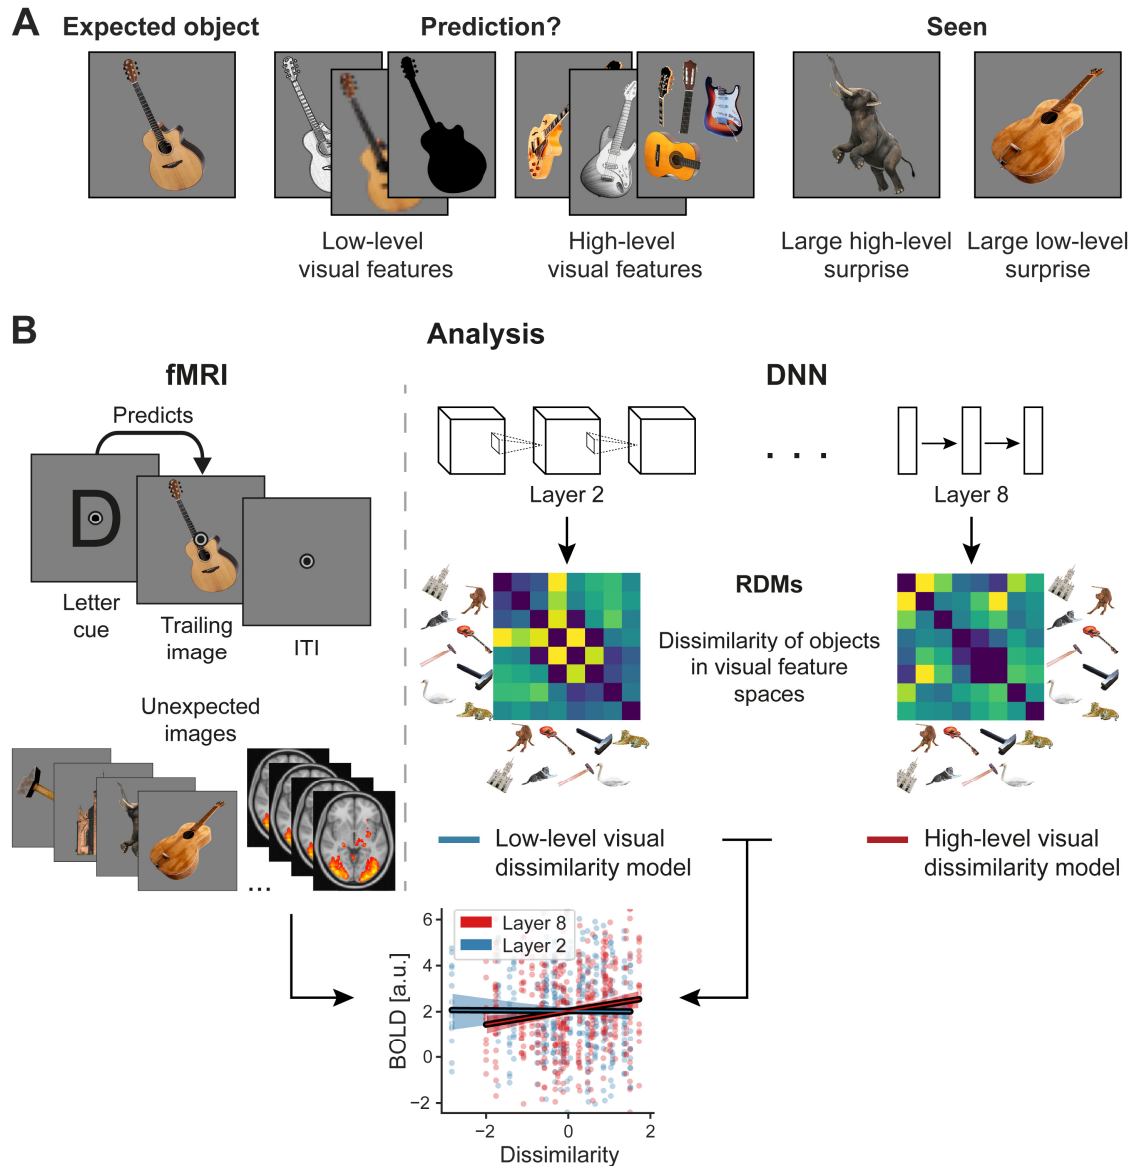 A
Expected object
Prediction?
Seen
Low-level
visual features
High-level
visual features
Large high-level
surprise
Large low-level
surprise
B
Analysis
fMRI
DNN
Predicts
D
Letter
cue
Trailing
image
ITI
. . .
Layer 2
Layer 8
RDMs
Dissimilarity of objects
in visual feature
spaces
Unexpected
images
...
Low-level visual
dissimilarity model
High-level visual
dissimilarity model
Layer 8
Layer 2
BOLD [a.u.]
6
4
2
0
−2
−2
0
2
Dissimilarity